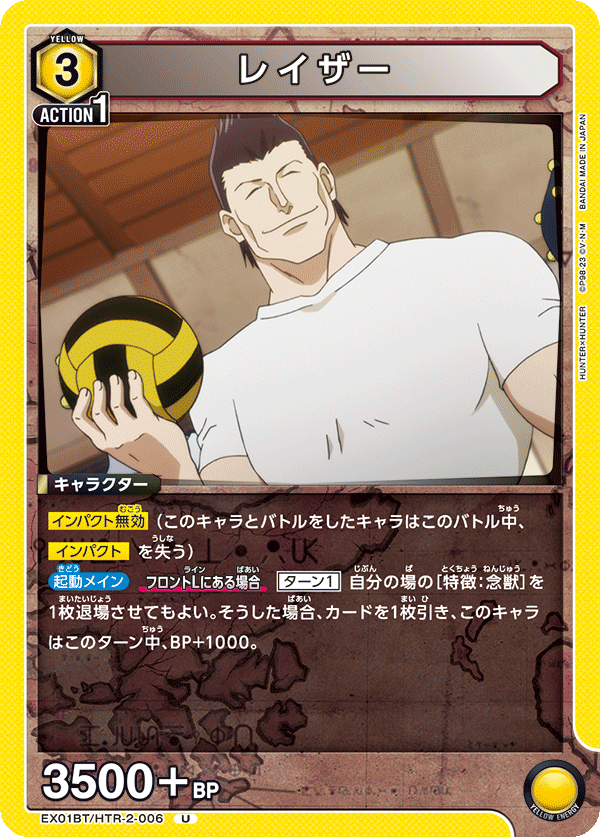 YELLOW
3
レイザー
ACTION1
BANDAI MADE IN JAPAN
HUNTER×HUNTER ©P98-23 ©V・N・M
キャラクター
インパクト無効（このキャラとバトルをしたキャラはこのバトル中、
インパクト を失う）
起動メイン フロントLにある場合 ターン1 自分の場の[特徴:念獣]を
1枚退場させてもよい。そうした場合、カードを1枚引き、このキャラ
はこのターン中、BP+1000。
3500+BP
YELLOW ENERGY
EX01BT/HTR-2-006 U